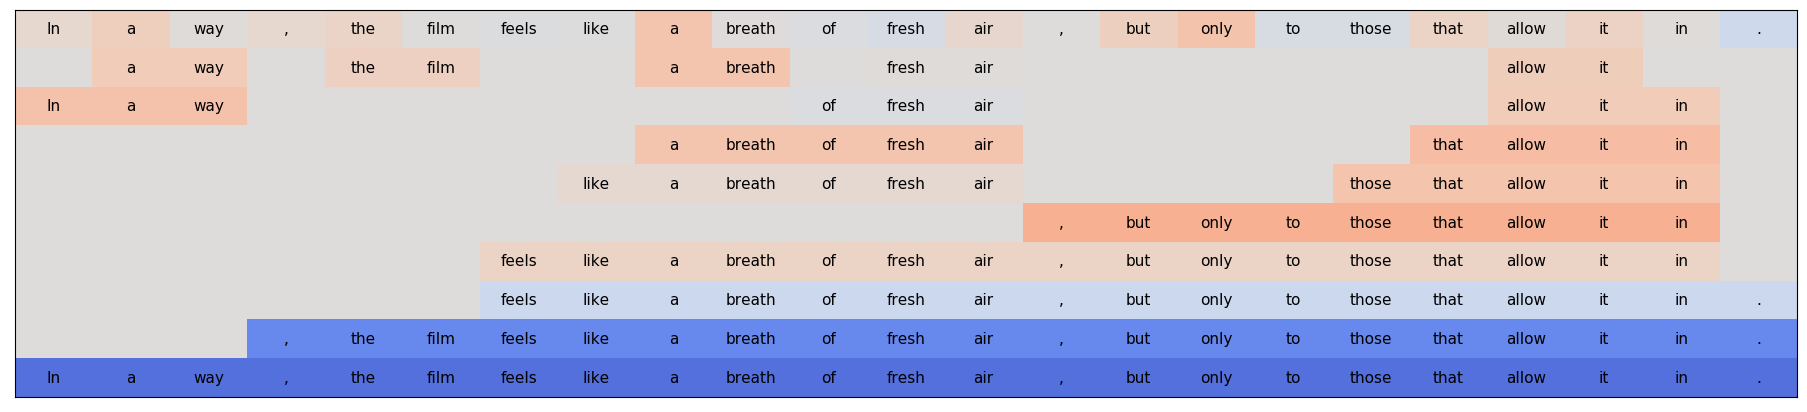 In a way , the film feels like a breath of fresh air , but only to those that allow it in .
a way the film a breath fresh air allow it
In a way of fresh air allow it in
a breath of fresh air that allow it in
like a breath of fresh air those that allow it in
, but only to those that allow it in
feels like a breath of fresh air , but only to those that allow it in
feels like a breath of fresh air , but only to those that allow it in .
, the film feels like a breath of fresh air , but only to those that allow it in .
In a way , the film feels like a breath of fresh air , but only to those that allow it in .